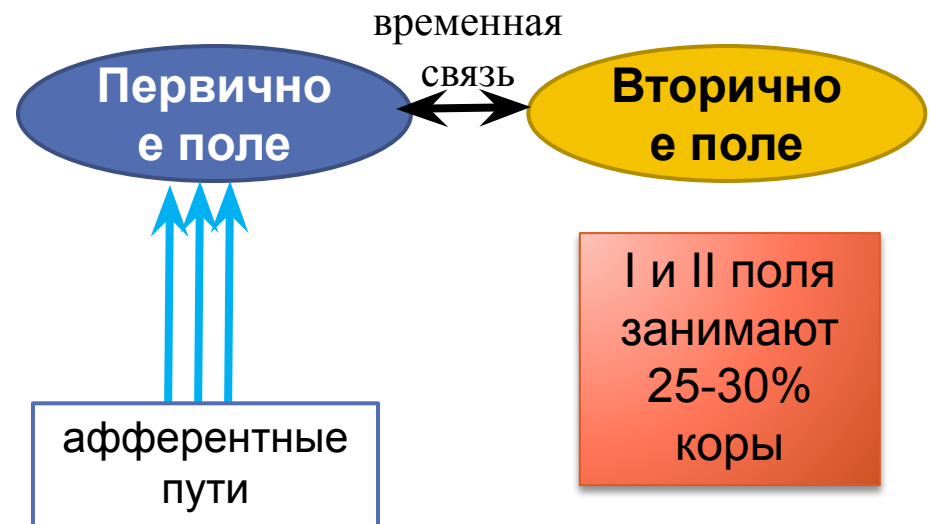 временная
связь
Первично
е поле
Вторично
е поле
I и II поля
занимают
25-30%
коры
афферентные
пути